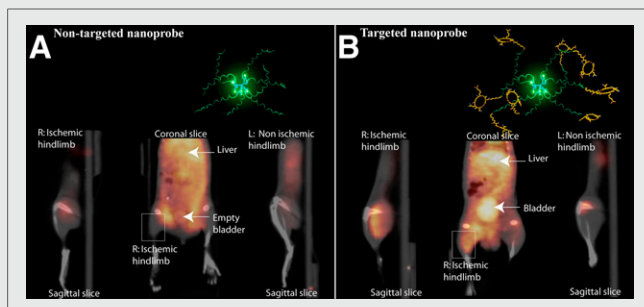 A
Non-targeted nanoprobe
R: Ischemic
hindlimb
Coronal slice
L: Non ischemic
hindlimb
Liver
Empty
bladder
R: Ischemic
hindlimb
Sagittal slice
Sagittal slice
B
Targeted nanoprobe
R: Ischemic
hindlimb
Coronal slice
L: Non ischemic
hindlimb
Liver
Bladder
R: Ischemic
hindlimb
Sagittal slice
Sagittal slice